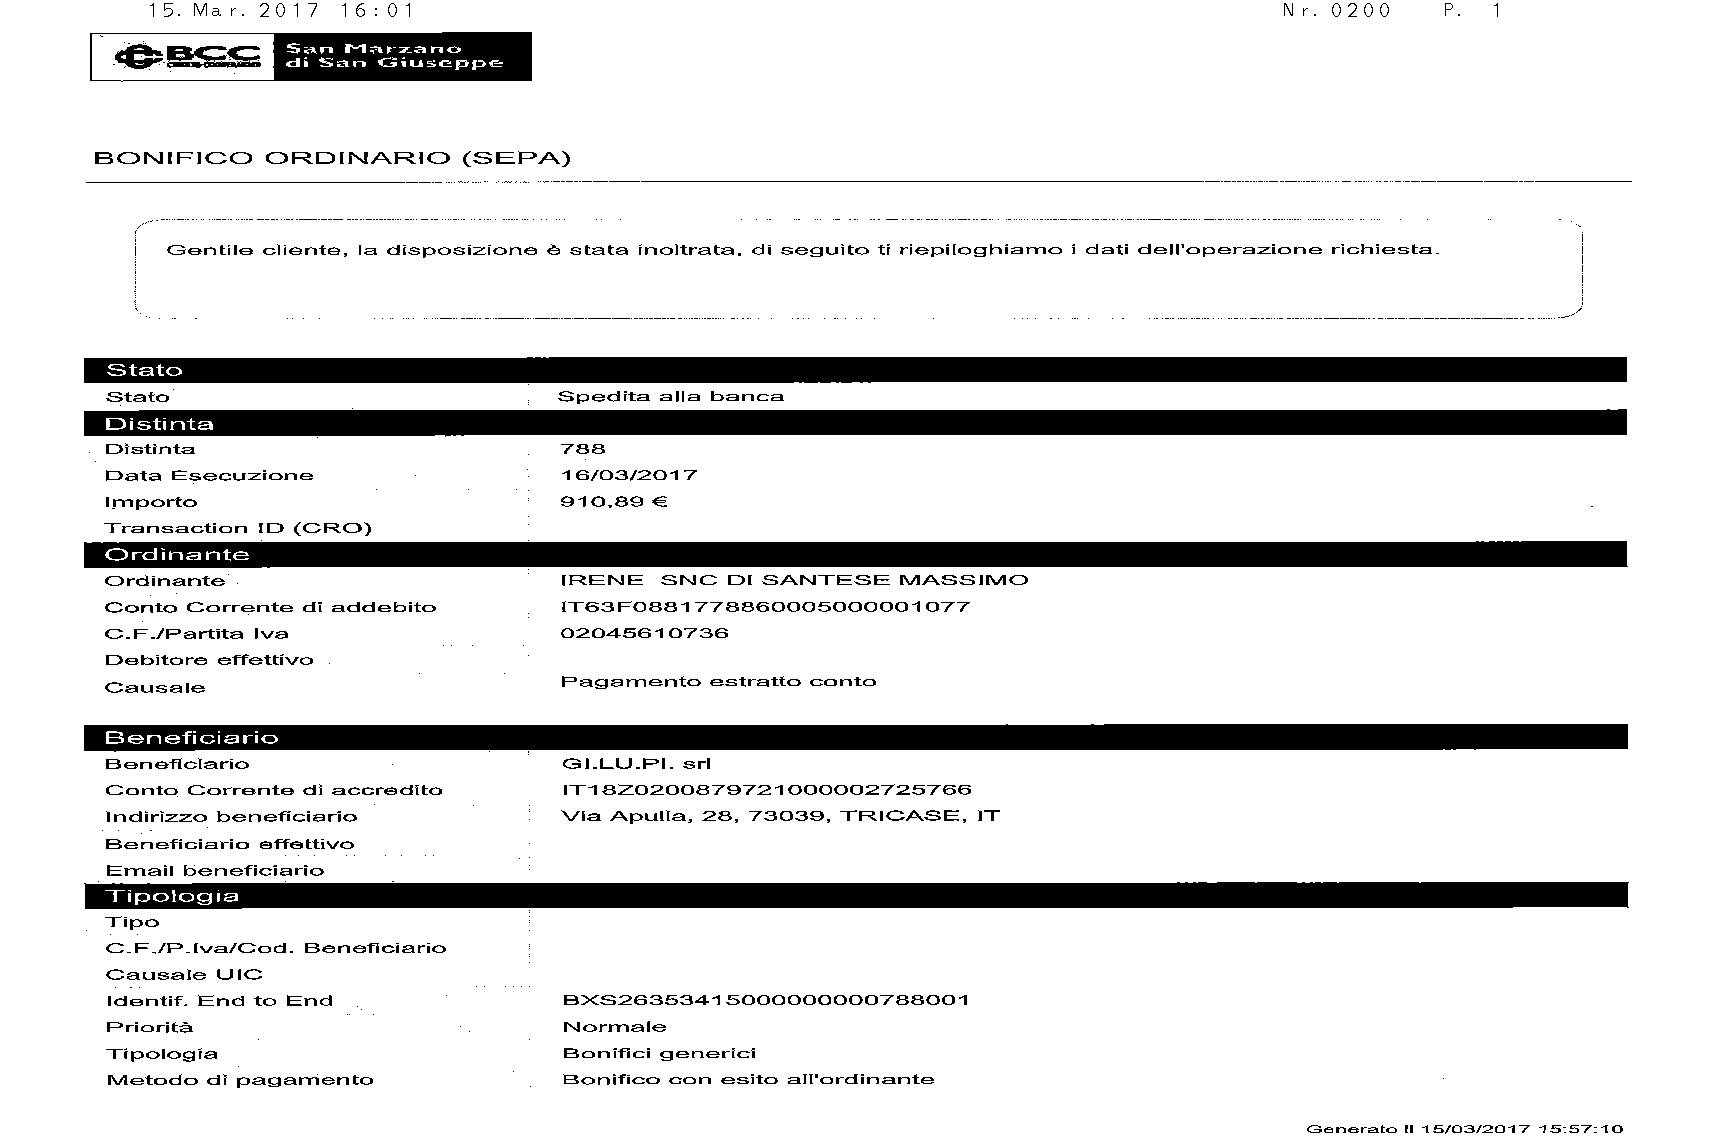 15. Mar. 2017 16:01 Nr. 0200 P. 1
BCC San Marzano
di San Giuseppe
BONIFICO ORDINARIO (SEPA)
Gentile cliente, la disposizione è stata inoltrata, di seguito ti riepiloghiamo i dati dell'operazione richiesta.
Stato
Stato Spedita alla banca
Distinta
Distinta 788
Data Esecuzione 16/03/2017
Importo 910,89 €
Transaction ID (CRO)
Ordinante
Ordinante IRENE SNC DI SANTESE MASSIMO
Conto Corrente di addebito IT63F0881778860005000001077
C.F./Partita Iva 02045610736
Debitore effettivo
Causale Pagamento estratto conto
Beneficiario
Beneficiario GI.LU.PI. srl
Conto Corrente di accredito IT18Z0200879721000002725766
Indirizzo beneficiario Via Apulia, 28, 73039, TRICASE, IT
Beneficiario effettivo
Email beneficiario
Tipologia
Tipo
C.F./P.Iva/Cod. Beneficiario
Causale UIC
Identif. End to End BXS26353415000000000788001
Priorità Normale
Tipologia Bonifici generici
Metodo di pagamento Bonifico con esito all'ordinante
Generato il 15/03/2017 15:57:10